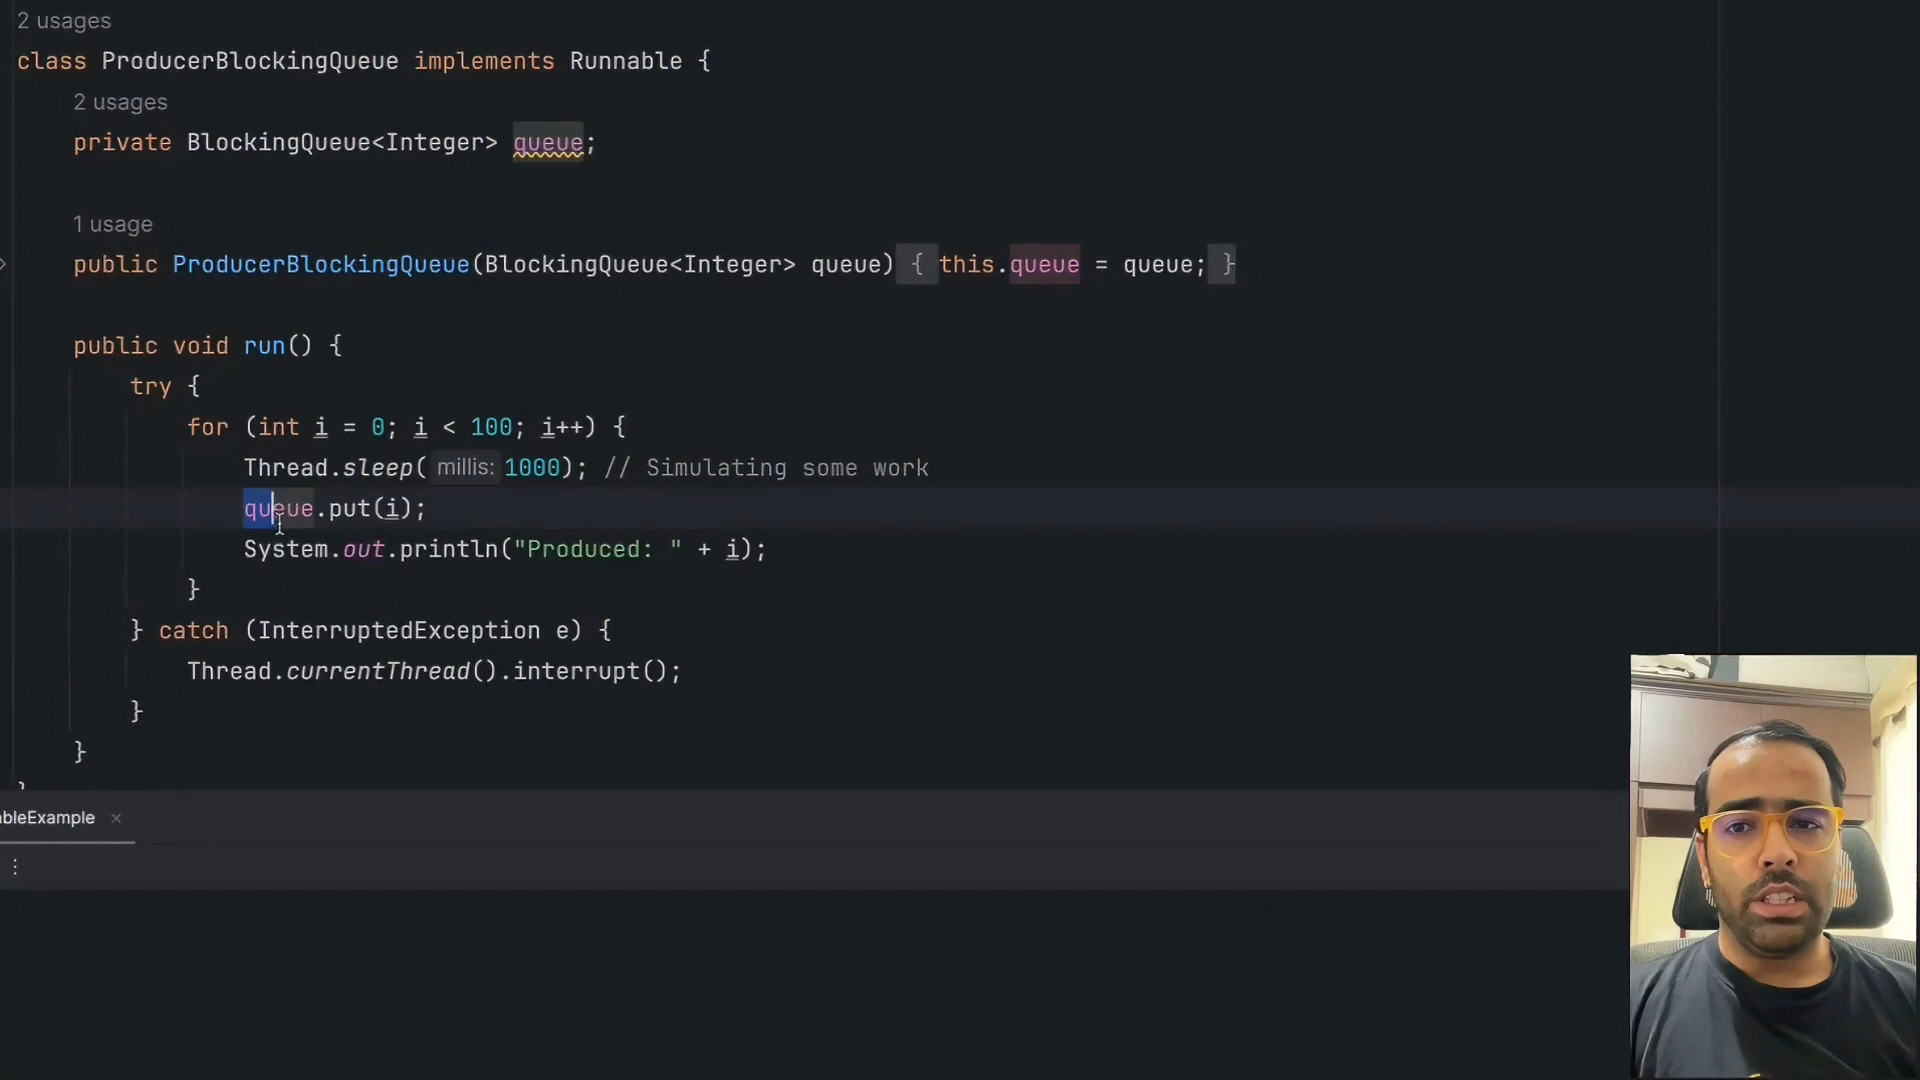 2 usages
class ProducerBlockingQueue implements Runnable {
2 usages
private BlockingQueue<Integer> queue;
1 usage
public ProducerBlockingQueue(BlockingQueue<Integer> queue) { this.queue = queue; }
public void run() {
try {
for (int i = 0; i < 100; i++) {
Thread.sleep( millis: 1000); // Simulating some work
queue.put(i);
System.out.println("Produced: " + i);
}
} catch (InterruptedException e) {
Thread.currentThread().interrupt();
}
}
bleExample ×